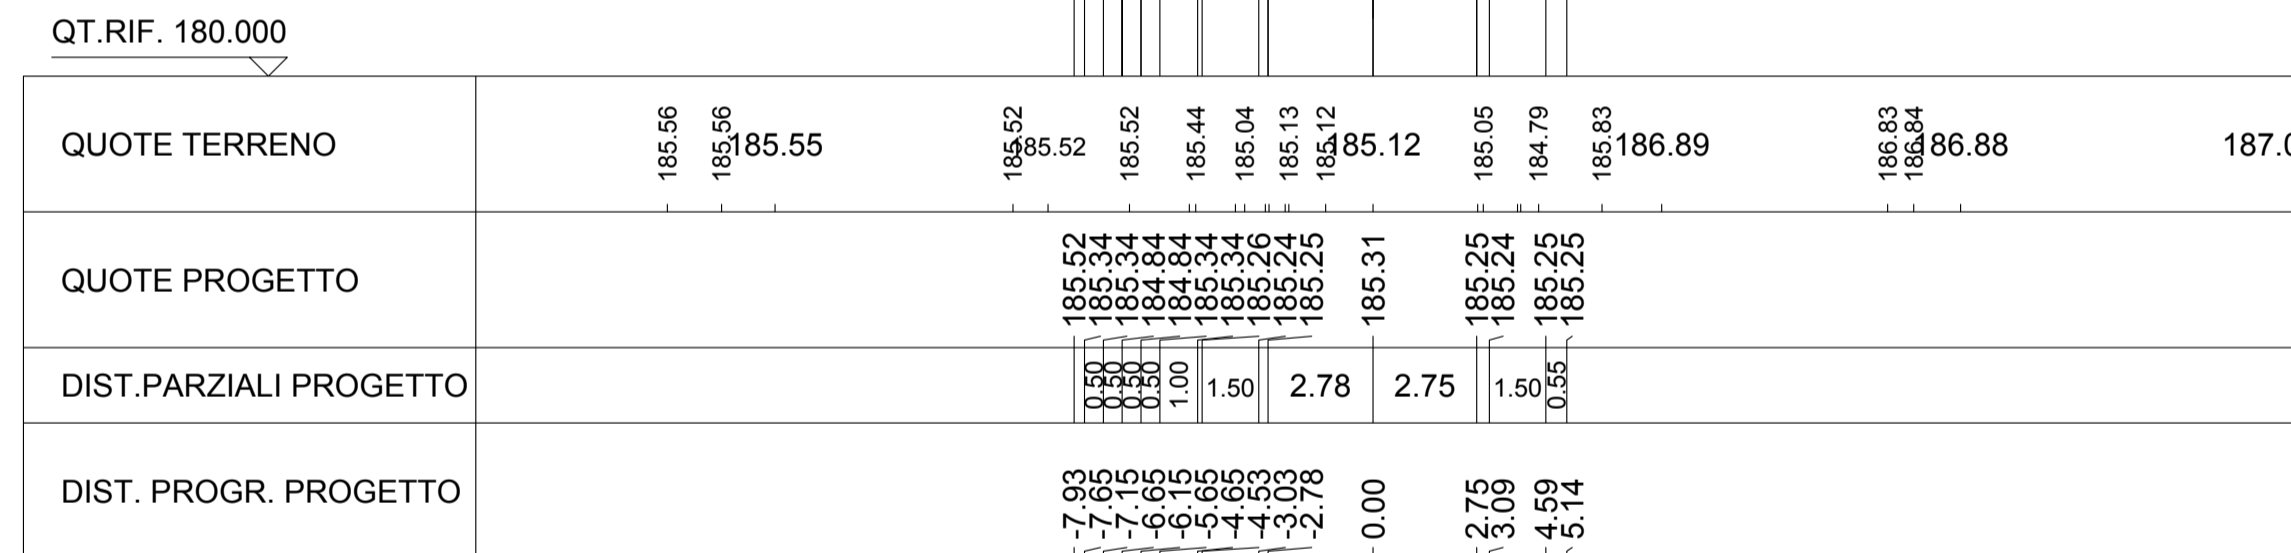 QT.RIF. 180.000
QUOTE TERRENO 185.56 185.56 185.55 185.52 185.52 185.52 185.44 185.04 185.13 185.12 185.12 185.05 184.79 185.83 186.89 186.83 186.84 186.88 187.0
QUOTE PROGETTO 185.52 185.34 185.34 184.84 184.84 185.34 185.34 185.26 185.24 185.25 185.31 185.25 185.24 185.25 185.25
DIST.PARZIALI PROGETTO 0.50 0.50 0.50 0.50 1.00 1.50 2.78 2.75 1.50 0.55
DIST. PROGR. PROGETTO -7.93 -7.65 -7.15 -6.65 -6.15 -5.65 -4.65 -4.53 -3.03 -2.78 0.00 2.75 3.09 4.59 5.14